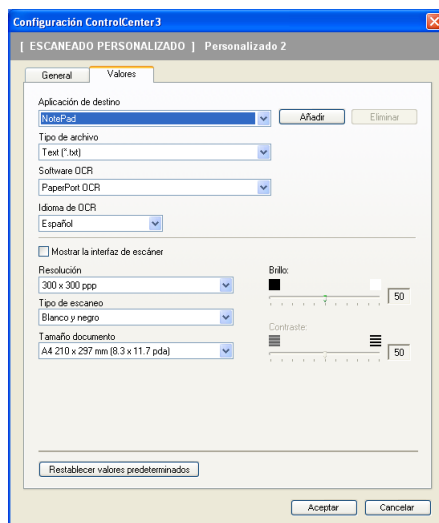 Configuración ControlCenter3
[ ESCANEADO PERSONALIZADO ] Personalizado 2
General Valores
Aplicación de destino
NotePad Añadir Eliminar
Tipo de archivo
Text (*.txt)
Software OCR
PaperPort OCR
Idioma de OCR
Español
Mostrar la interfaz de escáner
Resolución Brillo:
300 x 300 ppp 50
Tipo de escaneo
Blanco y negro
Contraste:
Tamaño documento
A4 210 x 297 mm (8.3 x 11.7 pda) 50
Restablecer valores predeterminados
Aceptar Cancelar